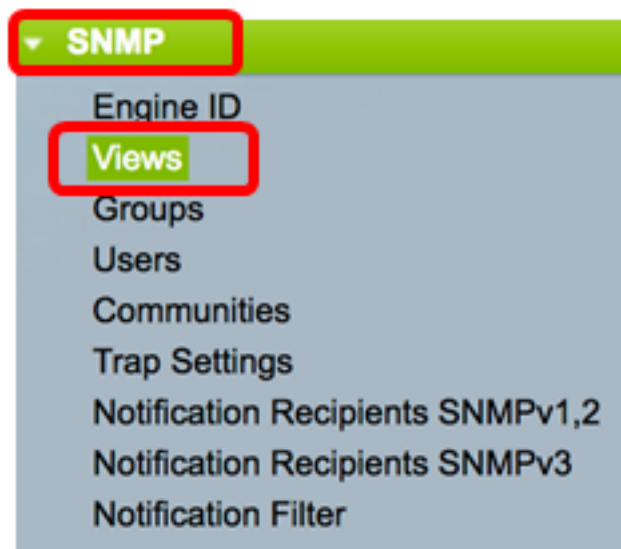 SNMP
Engine ID
Views
Groups
Users
Communities
Trap Settings
Notification Recipients SNMPv1,2
Notification Recipients SNMPv3
Notification Filter